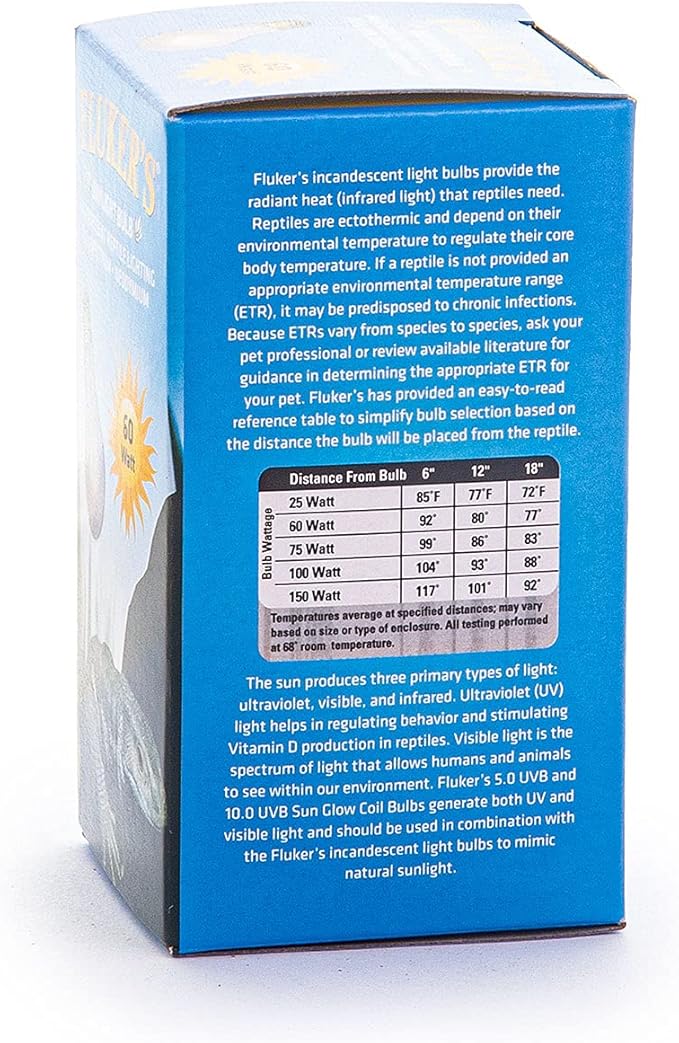 FLUKER'S
60
Watt
Fluker's incandescent light bulbs provide the
radiant heat (infrared light) that reptiles need.
Reptiles are ectothermic and depend on their
environmental temperature to regulate their core
body temperature. If a reptile is not provided an
appropriate environmental temperature range
(ETR), it may be predisposed to chronic infections.
Because ETRs vary from species to species, ask your
pet professional or review available literature for
guidance in determining the appropriate ETR for
your pet. Fluker's has provided an easy-to-read
reference table to simplify bulb selection based on
the distance the bulb will be placed from the reptile.
Distance From Bulb 6" 12" 18"
Bulb Wattage
25 Watt 85°F 77°F 72°F
60 Watt 92° 80° 77°
75 Watt 99° 86° 83°
100 Watt 104° 93° 88°
150 Watt 117° 101° 92°
Temperatures average at specified distances; may vary
based on size or type of enclosure. All testing performed
at 68° room temperature.
The sun produces three primary types of light:
ultraviolet, visible, and infrared. Ultraviolet (UV)
light helps in regulating behavior and stimulating
Vitamin D production in reptiles. Visible light is the
spectrum of light that allows humans and animals
to see within our environment. Fluker's 5.0 UVB and
10.0 UVB Sun Glow Coil Bulbs generate both UV and
visible light and should be used in combination with
the Fluker's incandescent light bulbs to mimic
natural sunlight.